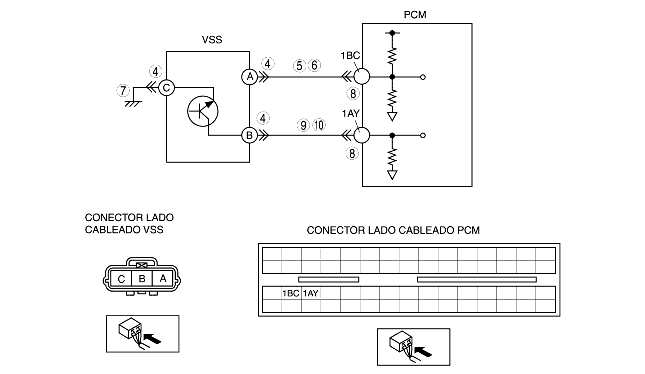 PCM
VSS
1BC
A
4
5 6
4
C
7
8
1AY
4
B
9 10
8
CONECTOR LADO
CABLEADO VSS
CONECTOR LADO CABLEADO PCM
C B A
1BC 1AY